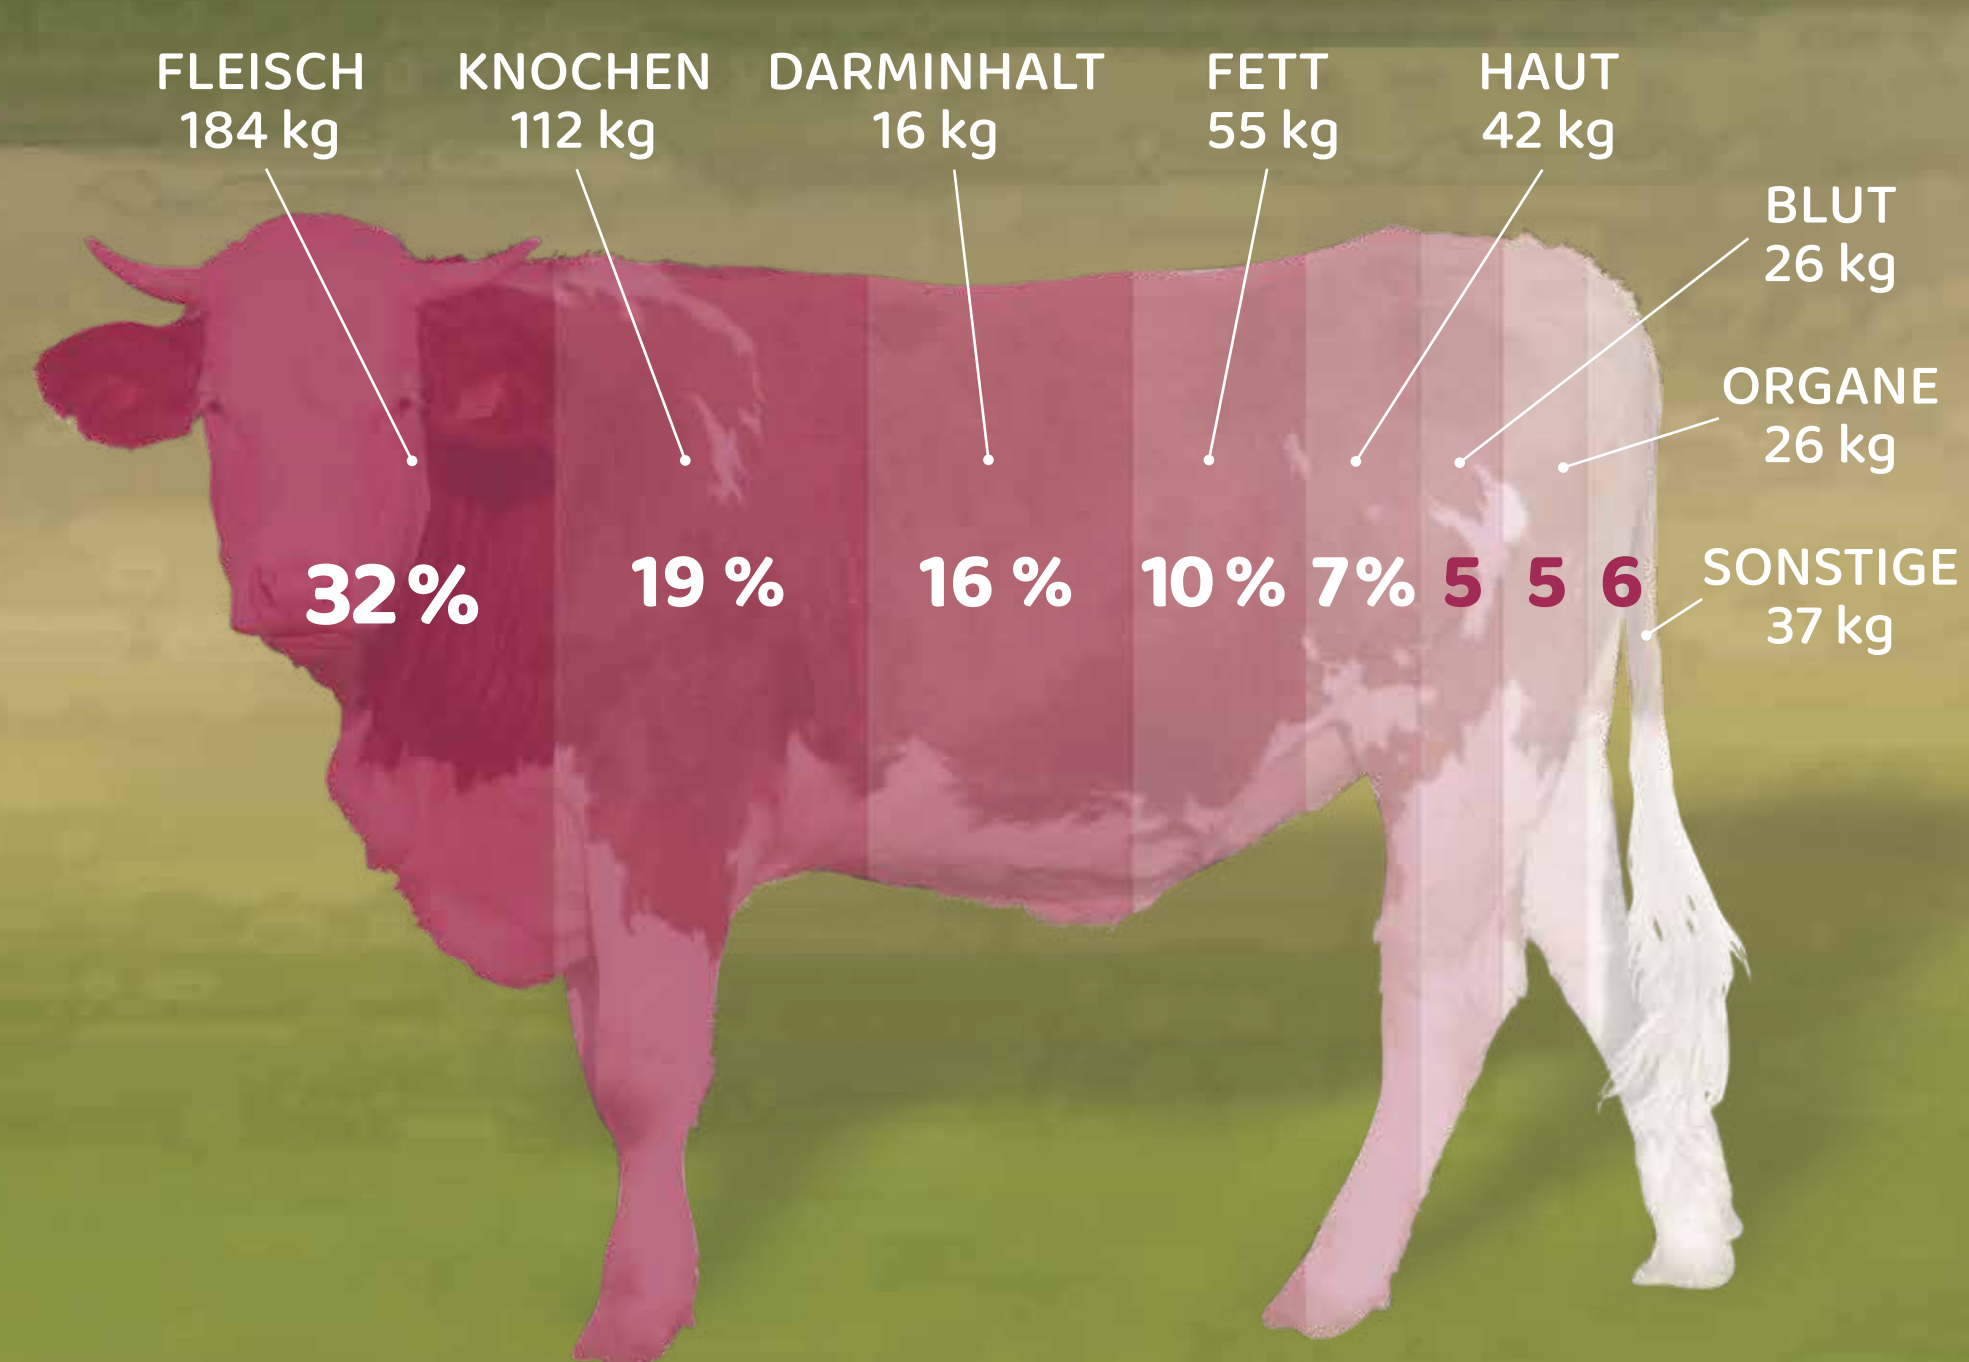 FLEISCH
184 kg
KNOCHEN
112 kg
DARMINHALT
16 kg
FETT
55 kg
HAUT
42 kg
BLUT
26 kg
ORGANE
26 kg
SONSTIGE
37 kg
32 %
19 %
16 %
10 %
7 %
5
5
6